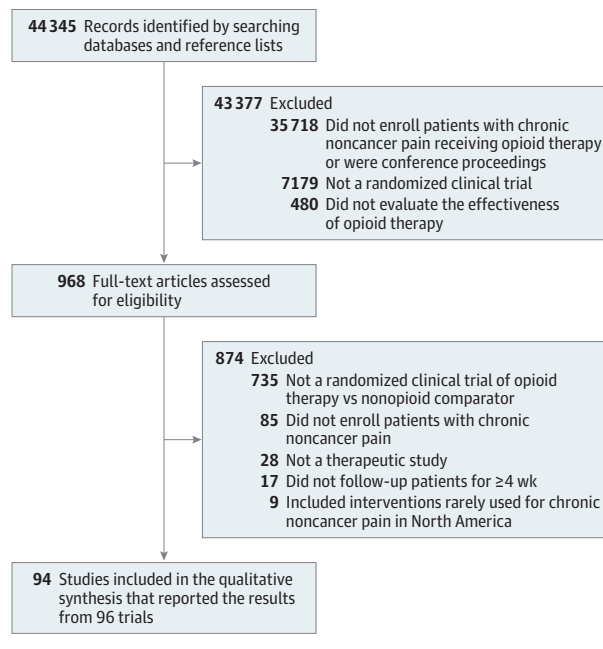 44 345 Records identified by searching
databases and reference lists
43 377 Excluded
35 718 Did not enroll patients with chronic
noncancer pain receiving opioid therapy
or were conference proceedings
7179 Not a randomized clinical trial
480 Did not evaluate the effectiveness
of opioid therapy
968 Full-text articles assessed
for eligibility
874 Excluded
735 Not a randomized clinical trial of opioid
therapy vs nonopioid comparator
85 Did not enroll patients with chronic
noncancer pain
28 Not a therapeutic study
17 Did not follow-up patients for ≥4 wk
9 Included interventions rarely used for chronic
noncancer pain in North America
94 Studies included in the qualitative
synthesis that reported the results
from 96 trials